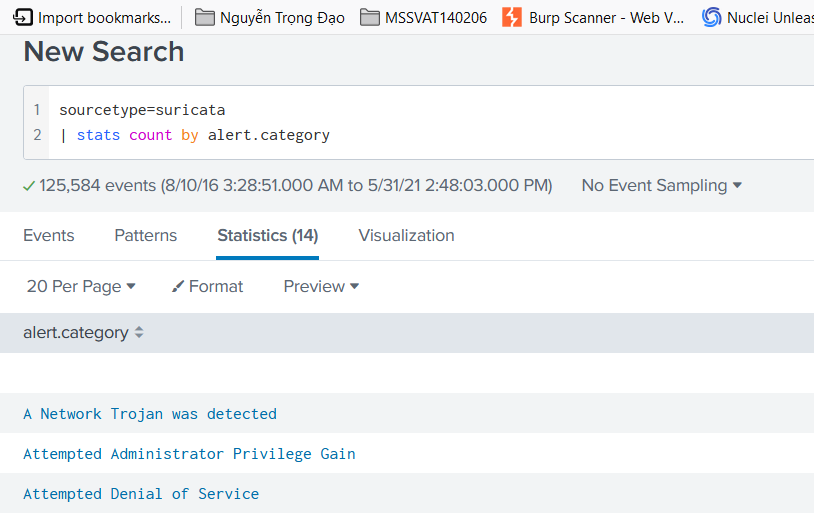 Import bookmarks... Nguyễn Trọng Đạo MSSVAT140206 Burp Scanner - Web V... Nuclei Unleas
New Search
1 sourcetype=suricata
2 | stats count by alert.category
125,584 events (8/10/16 3:28:51.000 AM to 5/31/21 2:48:03.000 PM) No Event Sampling
Events Patterns Statistics (14) Visualization
20 Per Page Format Preview
alert.category
A Network Trojan was detected
Attempted Administrator Privilege Gain
Attempted Denial of Service